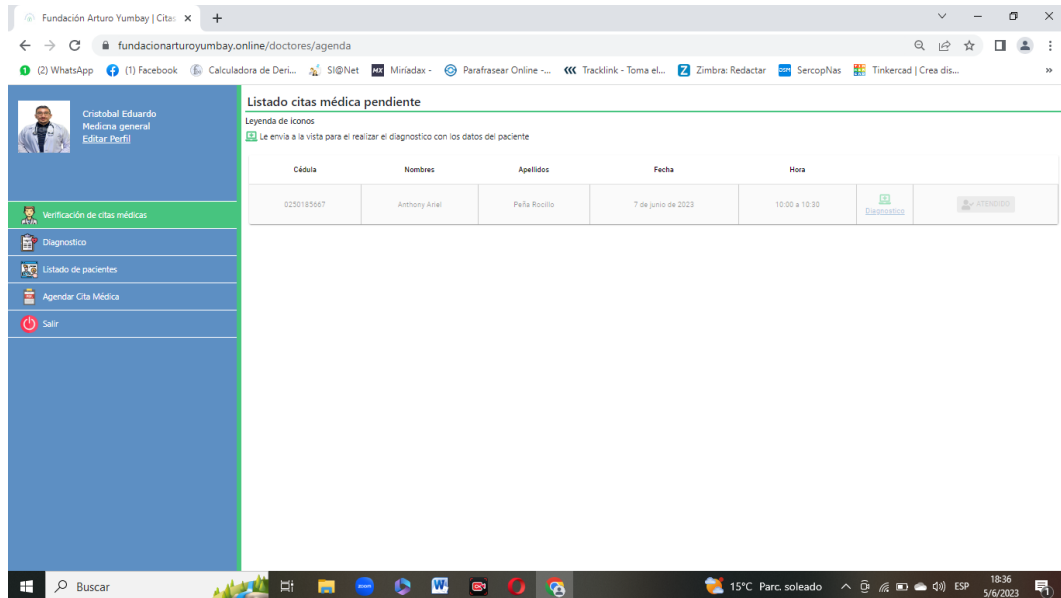 Fundación Arturo Yumbay | Citas
fundacionarturoyumbay.online/doctores/agenda
(2) WhatsApp (1) Facebook Calculadora de Deri... SI@Net Miríadax - Parafrasear Online -... Tracklink - Toma el... Zimbra: Redactar SercopNas Tinkercad | Crea dis...
Cristobal Eduardo
Medicina general
Editar Perfil
Verificación de citas médicas
Diagnostico
Listado de pacientes
Agendar Cita Médica
Salir
Listado citas médica pendiente
Leyenda de iconos
Le envia a la vista para el realizar el diagnostico con los datos del paciente
Cédula Nombres Apellidos Fecha Hora
0250185667 Anthony Ariel Peña Rocillo 7 de junio de 2023 10:00 a 10:30 Diagnostico ATENDIDO
Buscar 15°C Parc. soleado ESP 18:36
5/6/2023